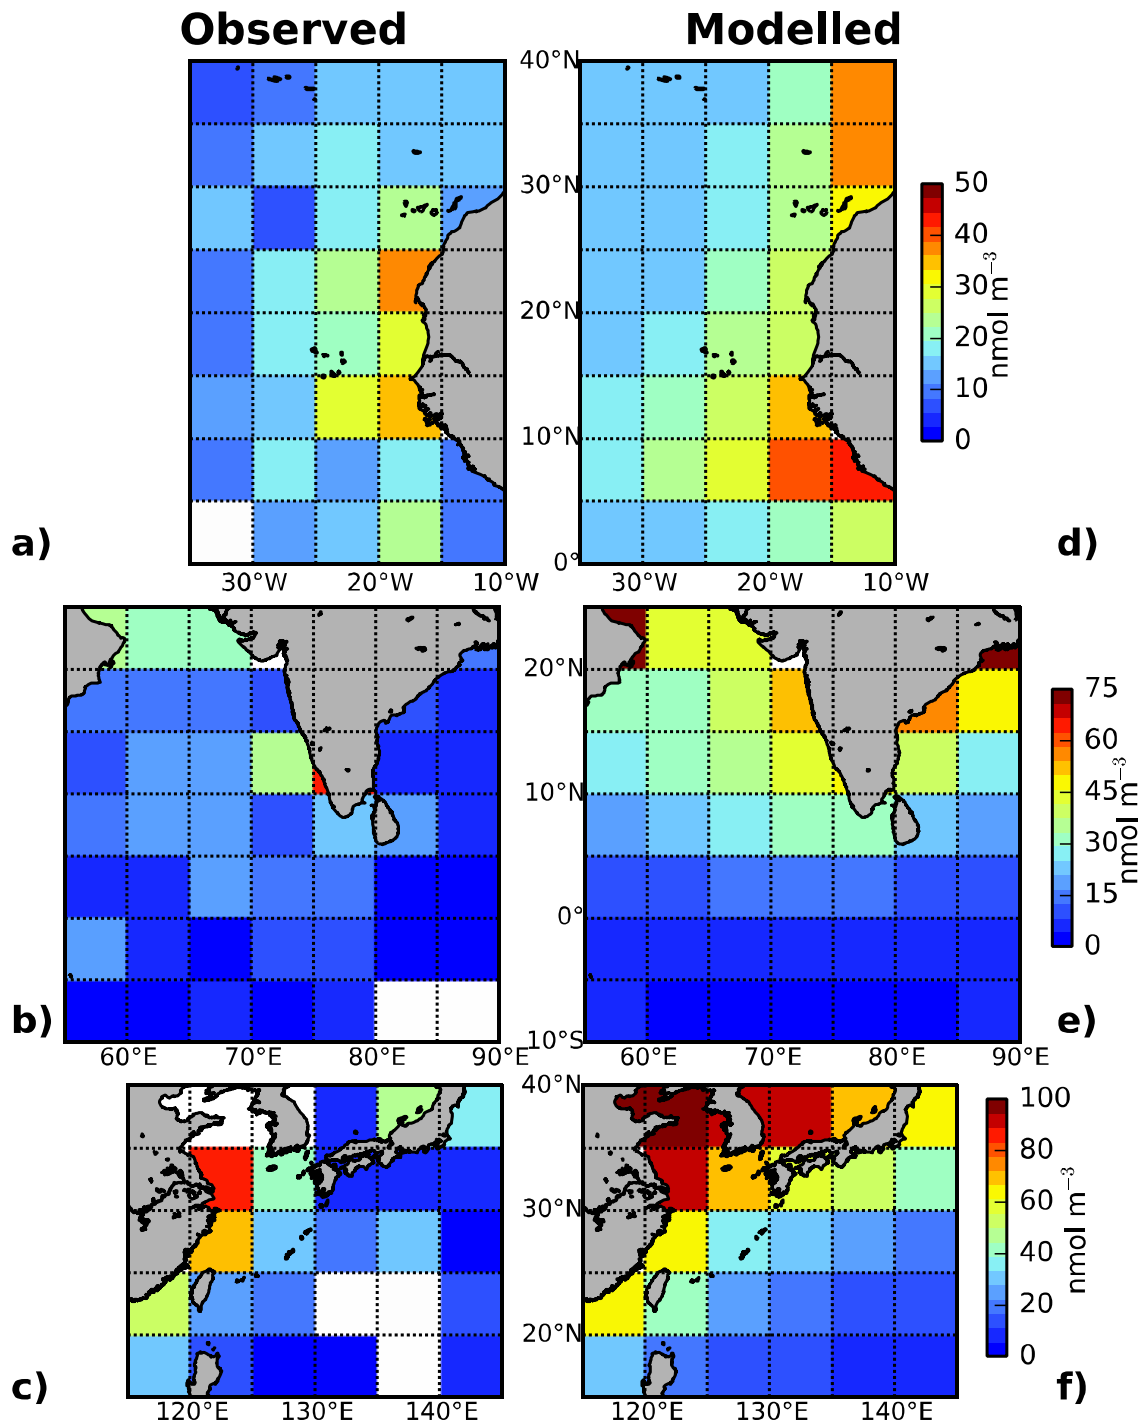 Observed Modelled
40°N
30°N
20°N
10°N
0°
30°W 20°W 10°W 30°W 20°W 10°W
50
40
30
20
10
0
nmol m⁻³
a) d)
20°N
10°N
0°
10°S
60°E 70°E 80°E 90°E 60°E 70°E 80°E 90°E
75
60
45
30
15
0
nmol m⁻³
b) e)
40°N
30°N
20°N
120°E 130°E 140°E 120°E 130°E 140°E
100
80
60
40
20
0
nmol m⁻³
c) f)